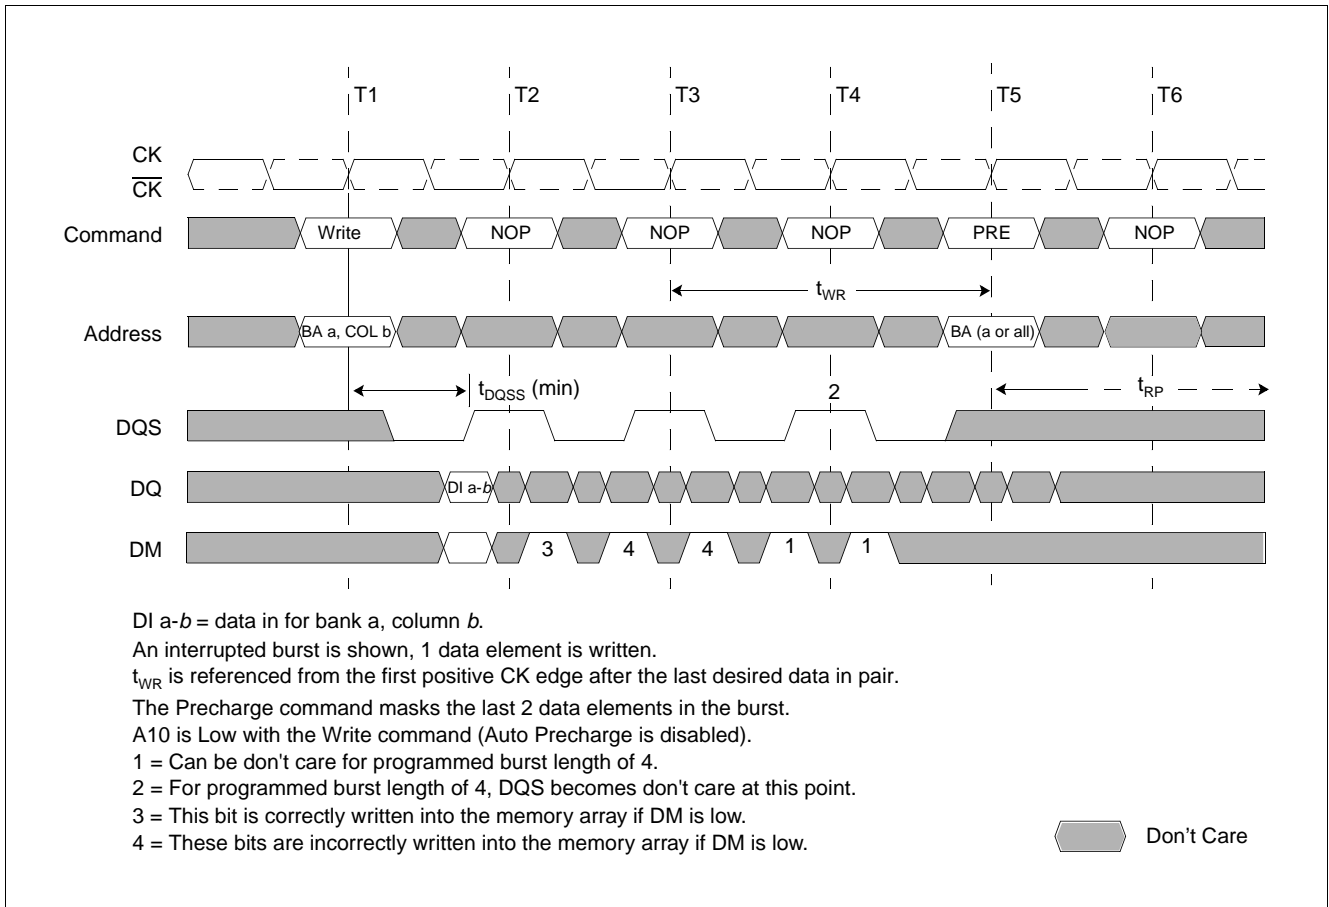 T1 T2 T3 T4 T5 T6
CK
CK
Command Write NOP NOP NOP PRE NOP
tWR
Address BA a, COL b BA (a or all)
tDQSS (min) 2 tRP
DQS
DQ DI a-b
DM 3 4 4 1 1
DI a-b = data in for bank a, column b.
An interrupted burst is shown, 1 data element is written.
tWR is referenced from the first positive CK edge after the last desired data in pair.
The Precharge command masks the last 2 data elements in the burst.
A10 is Low with the Write command (Auto Precharge is disabled).
1 = Can be don't care for programmed burst length of 4.
2 = For programmed burst length of 4, DQS becomes don't care at this point.
3 = This bit is correctly written into the memory array if DM is low.
4 = These bits are incorrectly written into the memory array if DM is low.
Don't Care